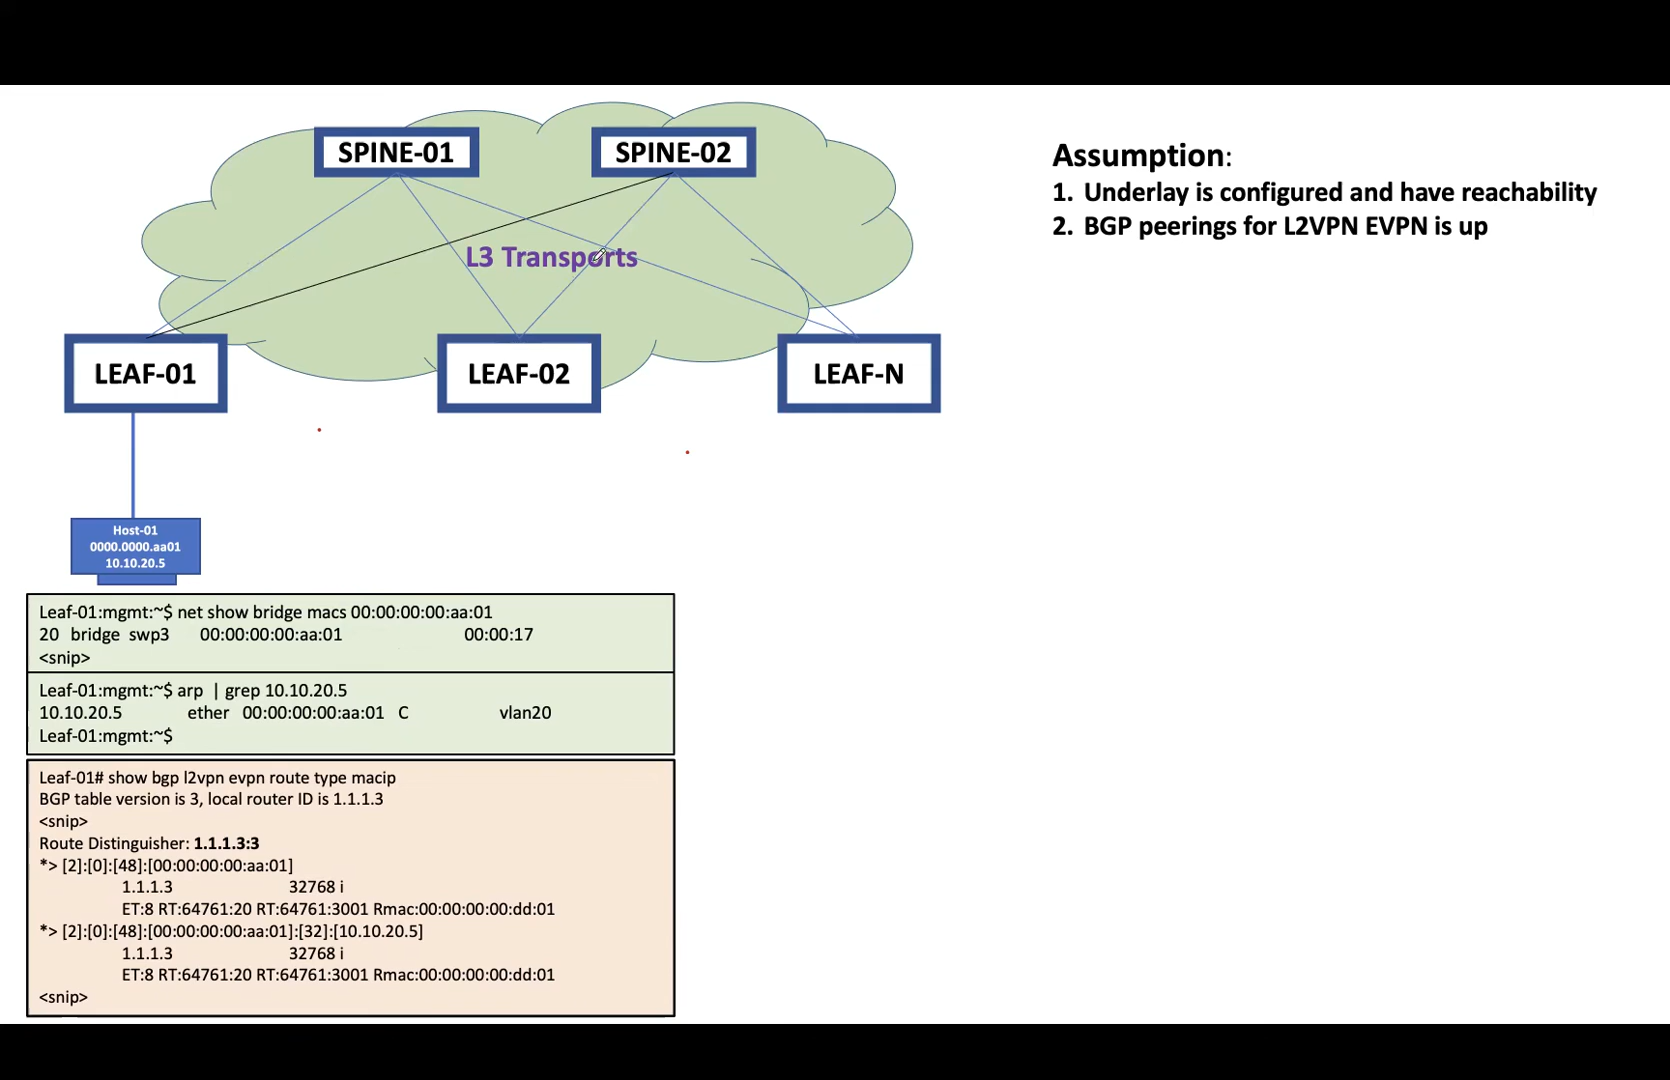 SPINE-01
SPINE-02
Assumption:
1. Underlay is configured and have reachability
2. BGP peerings for L2VPN EVPN is up
L3 Transports
LEAF-01
LEAF-02
LEAF-N
Host-01
0000.0000.aa01
10.10.20.5
Leaf-01:mgmt:~$ net show bridge macs 00:00:00:00:aa:01
20 bridge swp3 00:00:00:00:aa:01 00:00:17
<snip>
Leaf-01:mgmt:~$ arp | grep 10.10.20.5
10.10.20.5 ether 00:00:00:00:aa:01 C vlan20
Leaf-01:mgmt:~$
Leaf-01# show bgp l2vpn evpn route type macip
BGP table version is 3, local router ID is 1.1.1.3
<snip>
Route Distinguisher: 1.1.1.3:3
*> [2]:[0]:[48]:[00:00:00:00:aa:01]
1.1.1.3 32768 i
ET:8 RT:64761:20 RT:64761:3001 Rmac:00:00:00:00:dd:01
*> [2]:[0]:[48]:[00:00:00:00:aa:01]:[32]:[10.10.20.5]
1.1.1.3 32768 i
ET:8 RT:64761:20 RT:64761:3001 Rmac:00:00:00:00:dd:01
<snip>